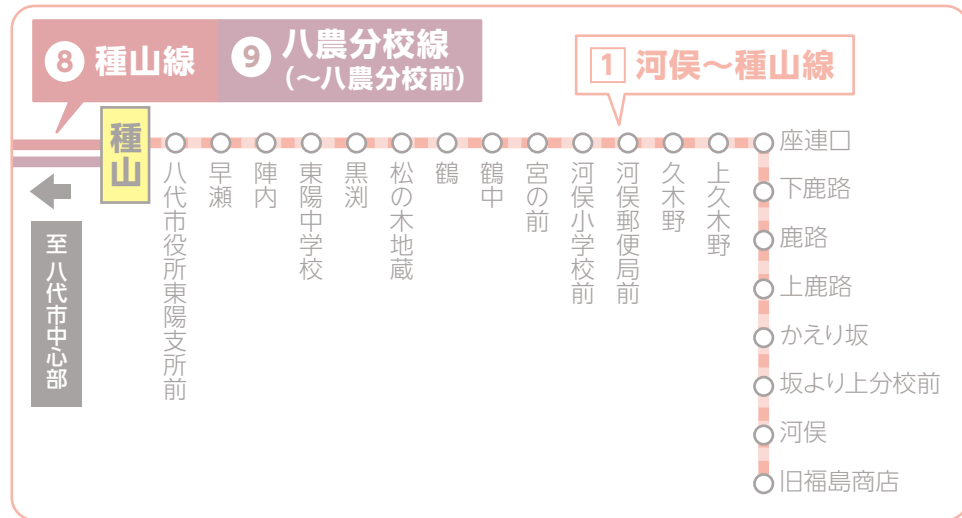 8 種山線
9 八農分校線
(～八農分校前)
1 河俣～種山線
種山
至 八代市中心部
八代市役所東陽支所前
早瀬
陣内
東陽中学校
黒渕
松の木地蔵
鶴
鶴中
宮の前
河俣小学校前
河俣郵便局前
久木野
上久木野
座連口
下鹿路
鹿路
上鹿路
かえり坂
坂より上分校前
河俣
旧福島商店